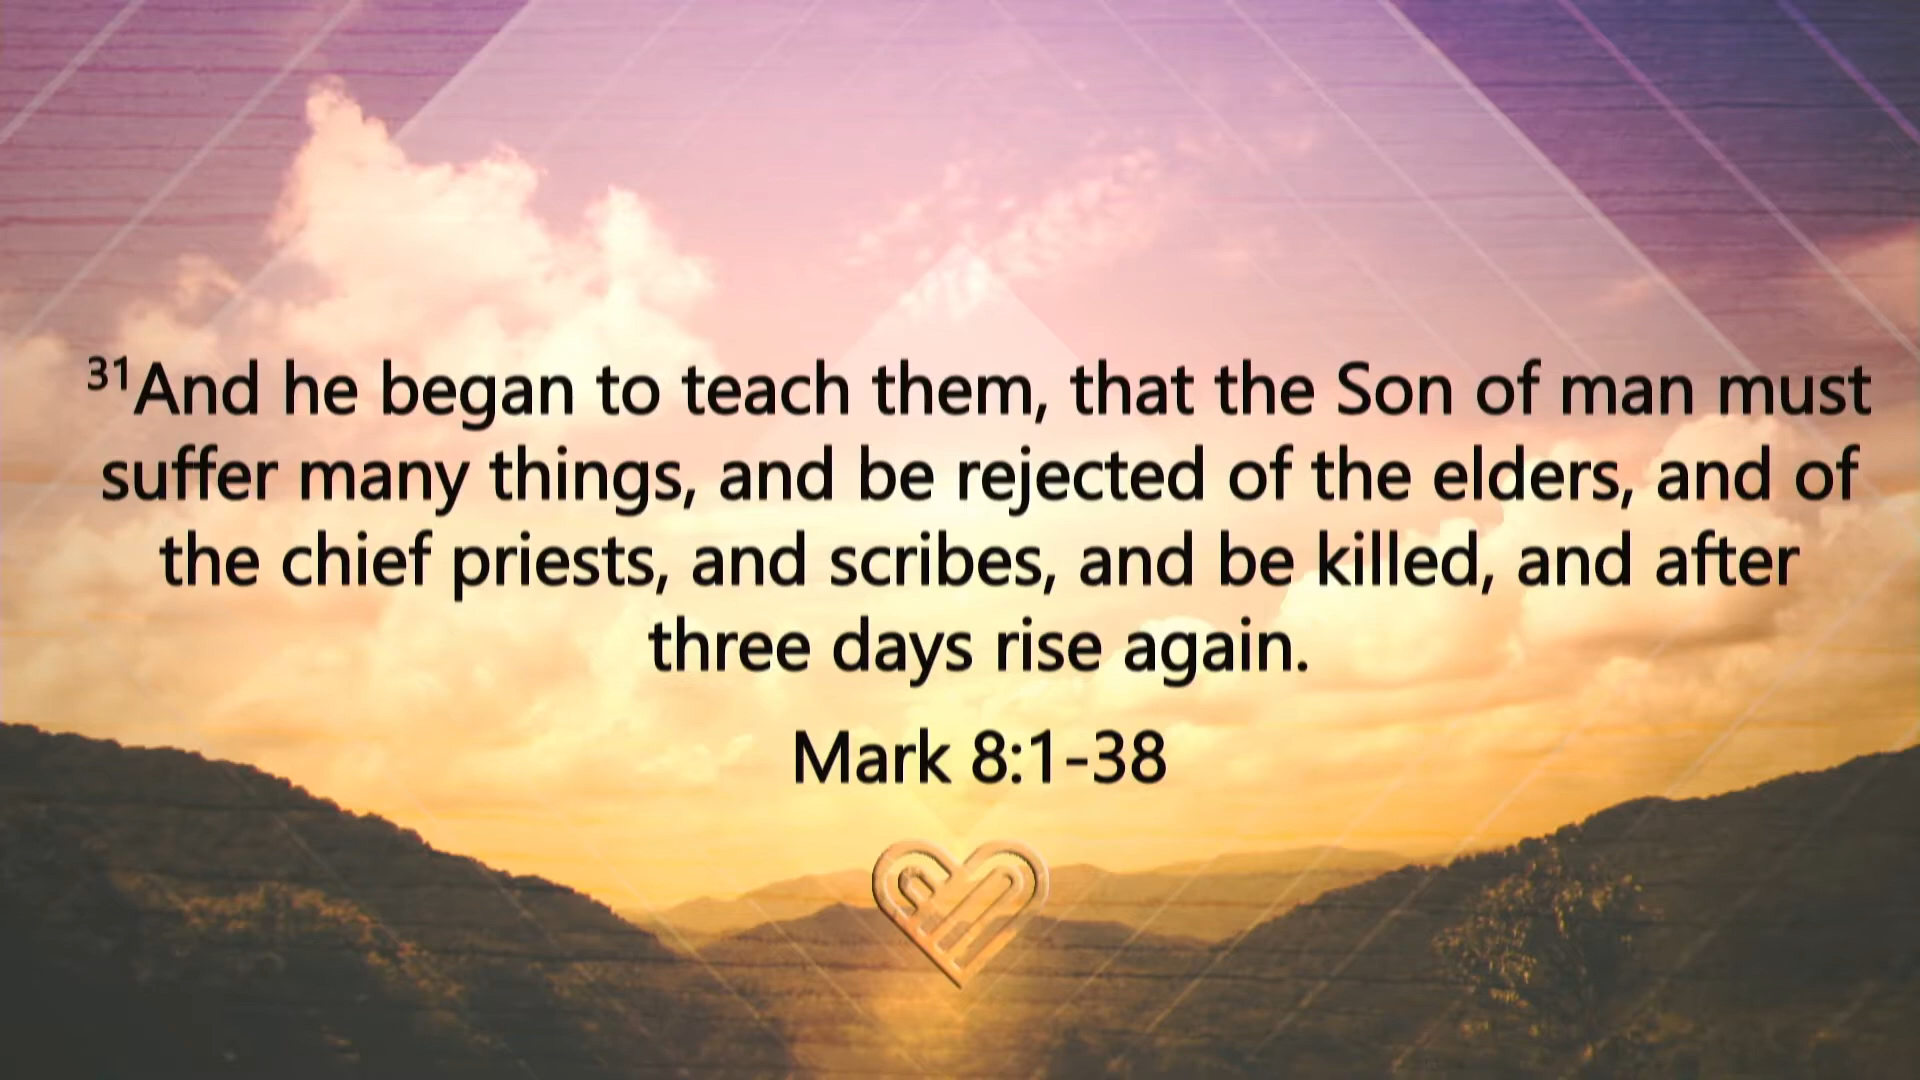 31And he began to teach them, that the Son of man must
suffer many things, and be rejected of the elders, and of
the chief priests, and scribes, and be killed, and after
three days rise again.
Mark 8:1-38